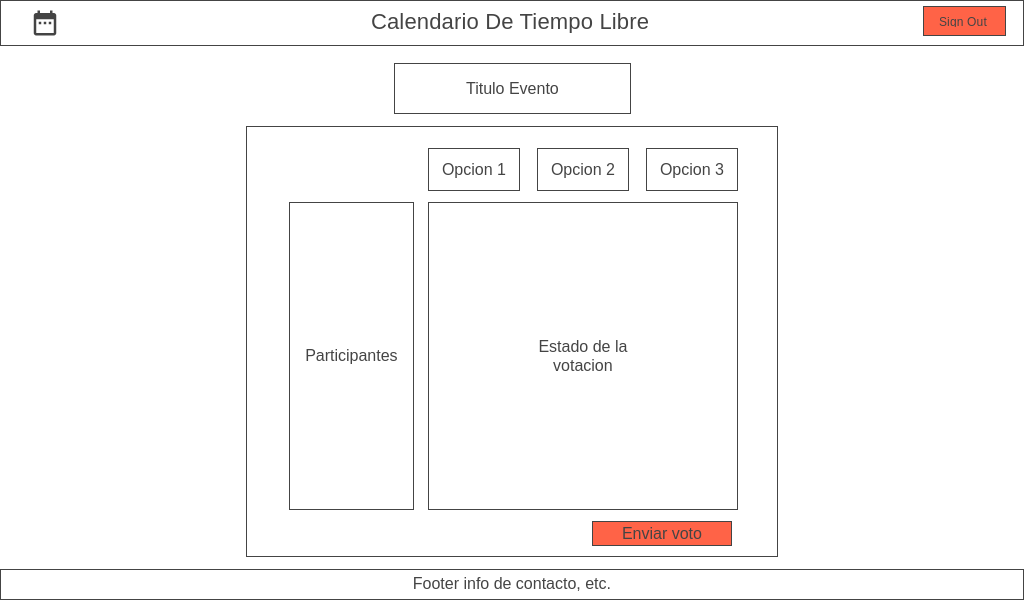 Calendario De Tiempo Libre
Sign Out
Titulo Evento
Opcion 1
Opcion 2
Opcion 3
Participantes
Estado de la
votacion
Enviar voto
Footer info de contacto, etc.